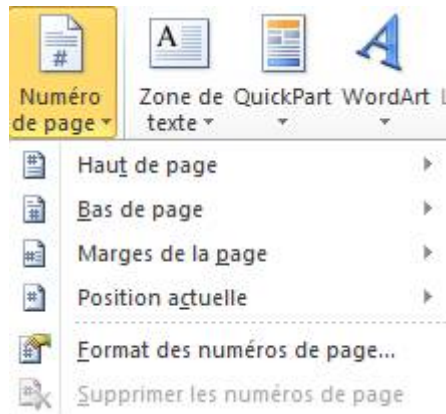 Numéro Zone de QuickPart WordArt
de page texte
Haut de page
Bas de page
Marges de la page
Position actuelle
Format des numéros de page...
Supprimer les numéros de page